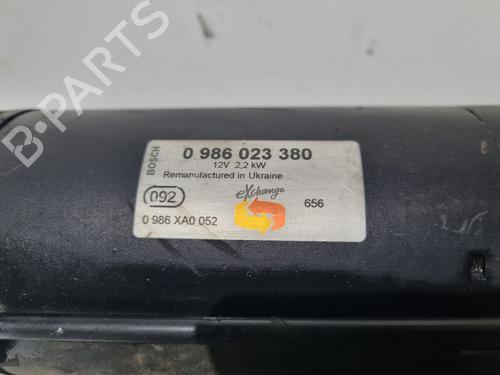 B-PARTS
BOSCH
0 986 023 380
12V 2,2 kW
Remanufactured in Ukraine
092
eXchange
656
0 986 XA0 052